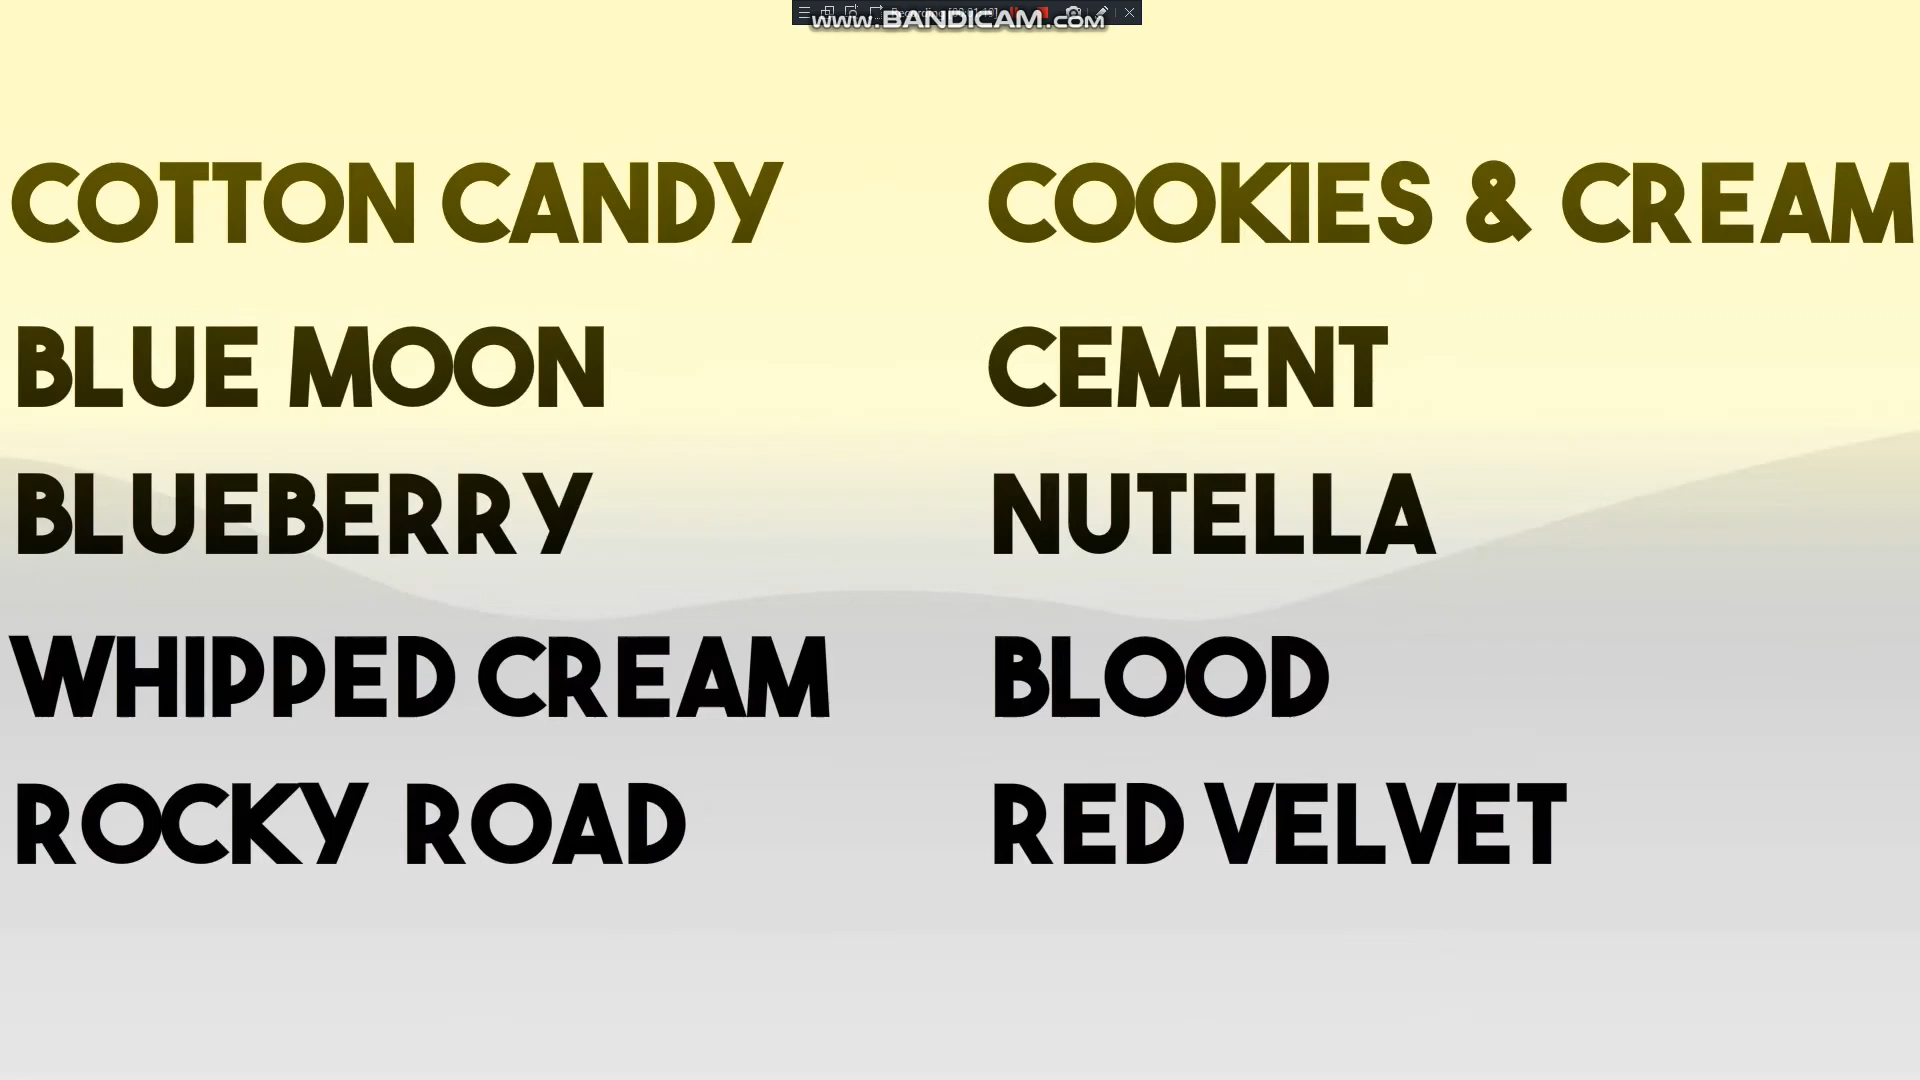 www.BANDICAM.com
COTTON CANDY
BLUE MOON
BLUEBERRY
WHIPPED CREAM
ROCKY ROAD
COOKIES & CREAM
CEMENT
NUTELLA
BLOOD
RED VELVET